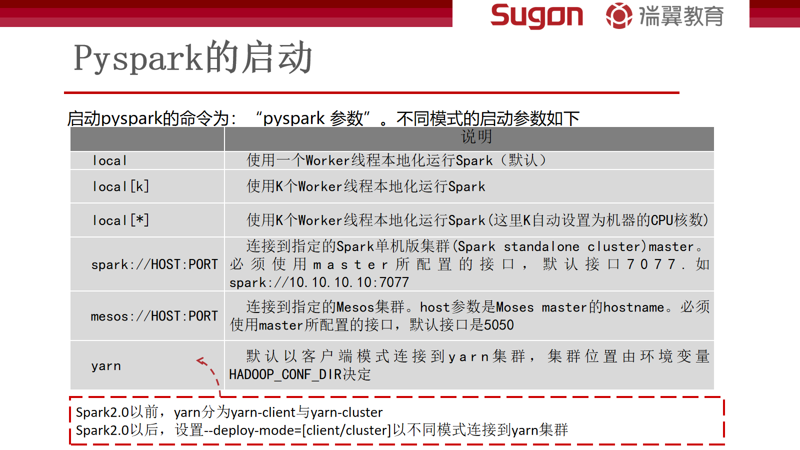 Sugon 瑞翼教育
Pyspark的启动
启动pyspark的命令为：“pyspark 参数”。不同模式的启动参数如下
说明
local 使用一个Worker线程本地化运行Spark（默认）
local[k] 使用K个Worker线程本地化运行Spark
local[*] 使用K个Worker线程本地化运行Spark(这里K自动设置为机器的CPU核数)
连接到指定的Spark单机版集群(Spark standalone cluster)master。
spark://HOST:PORT 必须使用master所配置的接口，默认接口7077.如
spark://10.10.10.10:7077
mesos://HOST:PORT 连接到指定的Mesos集群。host参数是Moses master的hostname。必须
使用master所配置的接口，默认接口是5050
yarn 默认以客户端模式连接到yarn集群，集群位置由环境变量
HADOOP_CONF_DIR决定
Spark2.0以前，yarn分为yarn-client与yarn-cluster
Spark2.0以后，设置--deploy-mode=[client/cluster]以不同模式连接到yarn集群